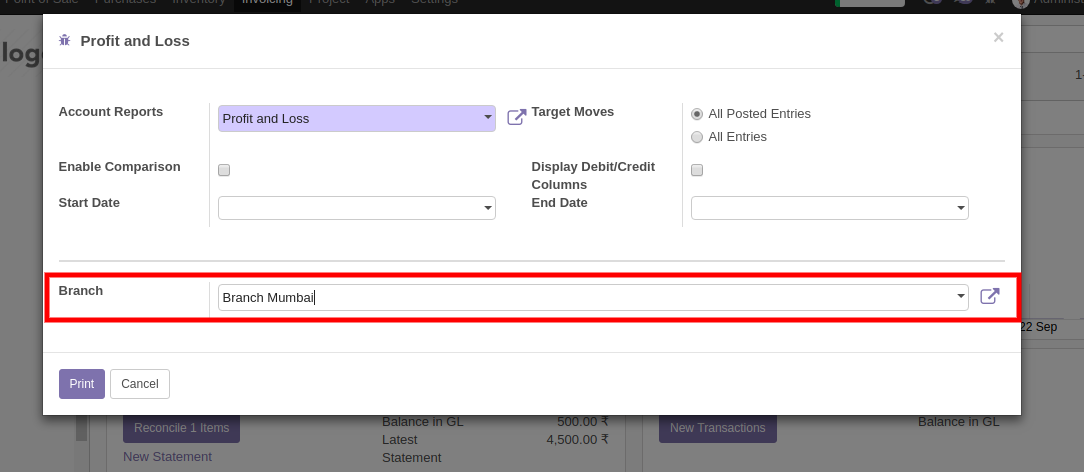 Point of Sale Purchases Inventory Invoicing Project Apps Settings
logo
Profit and Loss ×
Account Reports Profit and Loss Target Moves All Posted Entries
All Entries
Enable Comparison Display Debit/Credit
Columns
Start Date End Date
Branch Branch Mumbai
22 Sep
Print Cancel
Balance in GL 500.00 ₹ Balance in GL
Reconcile 1 Items New Transactions
Latest 4,500.00 ₹
New Statement Statement